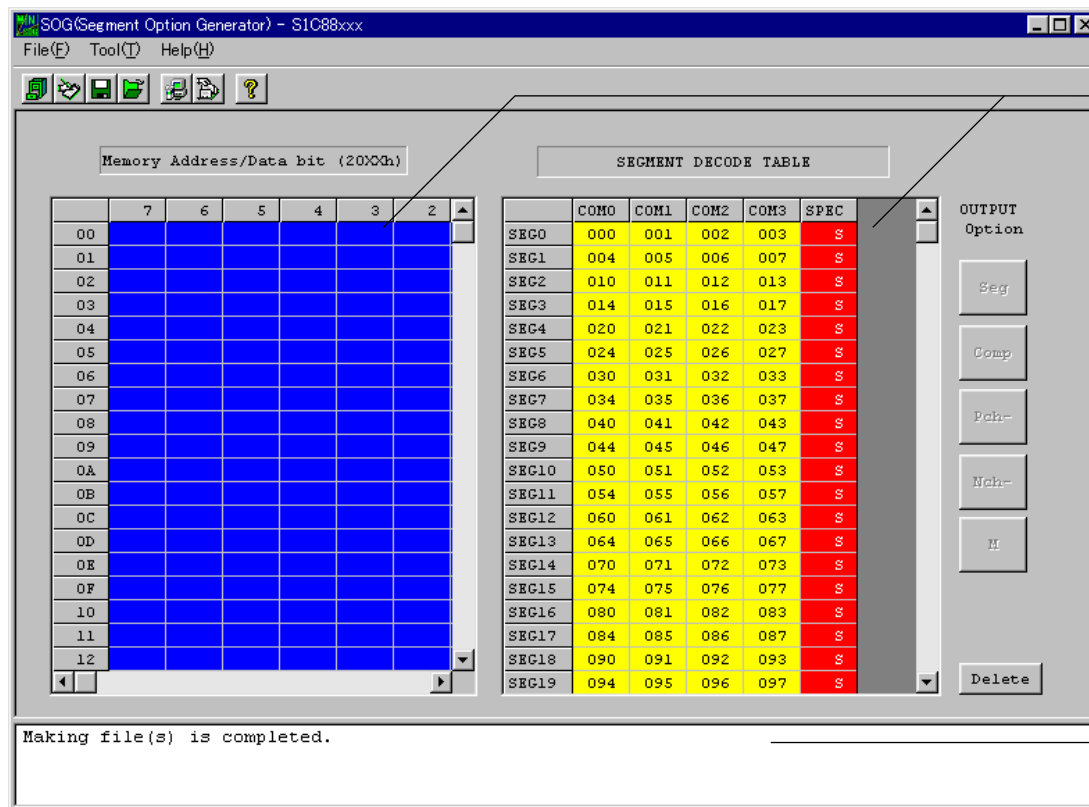 SOG(Segment Option Generator) - S1C88xxx
File(F) Tool(T) Help(H)
Memory Address/Data bit (20XXh)
SEGMENT DECODE TABLE
7 6 5 4 3 2
00
01
02
03
04
05
06
07
08
09
0A
0B
0C
0D
0E
0F
10
11
12
COM0 COM1 COM2 COM3 SPEC
SEG0 000 001 002 003 S
SEG1 004 005 006 007 S
SEG2 010 011 012 013 S
SEG3 014 015 016 017 S
SEG4 020 021 022 023 S
SEG5 024 025 026 027 S
SEG6 030 031 032 033 S
SEG7 034 035 036 037 S
SEG8 040 041 042 043 S
SEG9 044 045 046 047 S
SEG10 050 051 052 053 S
SEG11 054 055 056 057 S
SEG12 060 061 062 063 S
SEG13 064 065 066 067 S
SEG14 070 071 072 073 S
SEG15 074 075 076 077 S
SEG16 080 081 082 083 S
SEG17 084 085 086 087 S
SEG18 090 091 092 093 S
SEG19 094 095 096 097 S
OUTPUT
Option
Seg
Comp
Pch-
Nch-
M
Delete
Making file(s) is completed.